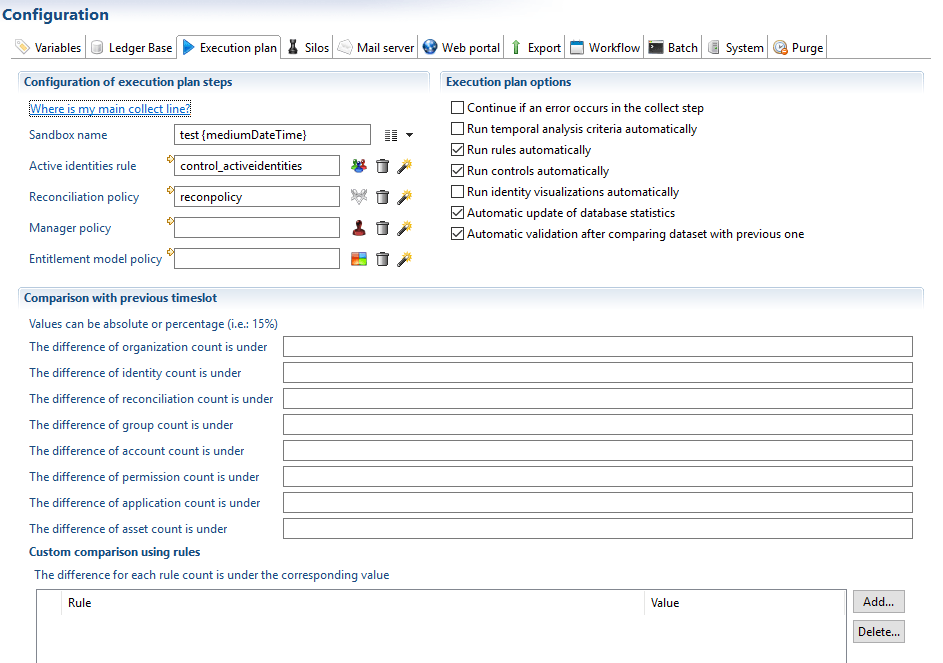 Configuration
Variables Ledger Base Execution plan Silos Mail server Web portal Export Workflow Batch System Purge
Configuration of execution plan steps
Where is my main collect line?
Sandbox name test {mediumDateTime}
Active identities rule control_activeidentities
Reconciliation policy reconpolicy
Manager policy
Entitlement model policy
Execution plan options
Continue if an error occurs in the collect step
Run temporal analysis criteria automatically
Run rules automatically
Run controls automatically
Run identity visualizations automatically
Automatic update of database statistics
Automatic validation after comparing dataset with previous one
Comparison with previous timeslot
Values can be absolute or percentage (i.e.: 15%)
The difference of organization count is under
The difference of identity count is under
The difference of reconciliation count is under
The difference of group count is under
The difference of account count is under
The difference of permission count is under
The difference of application count is under
The difference of asset count is under
Custom comparison using rules
The difference for each rule count is under the corresponding value
Rule Value Add...
Delete...